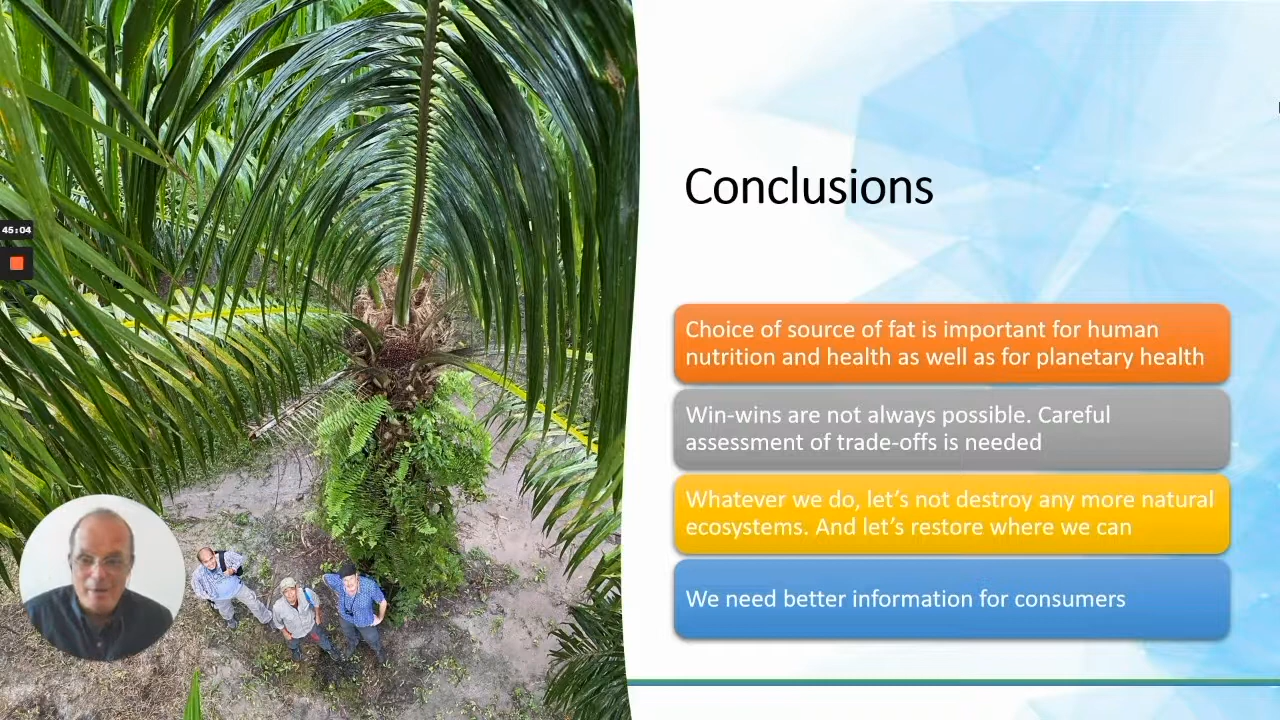 45:04
Conclusions
Choice of source of fat is important for human
nutrition and health as well as for planetary health
Win-wins are not always possible. Careful
assessment of trade-offs is needed
Whatever we do, let’s not destroy any more natural
ecosystems. And let’s restore where we can
We need better information for consumers